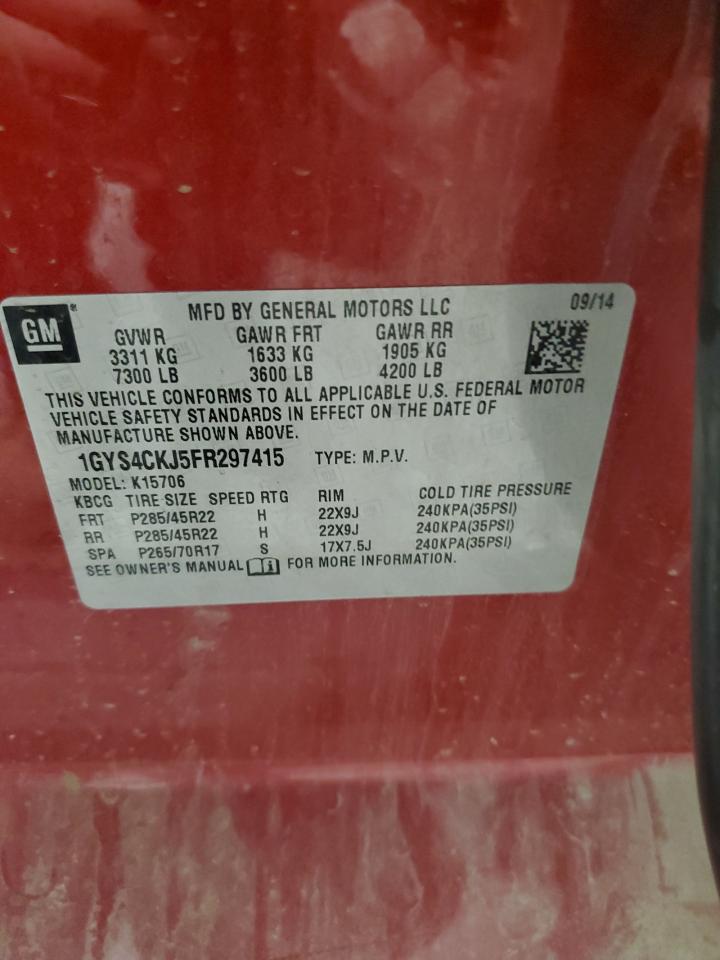 GM®
MFD BY GENERAL MOTORS LLC 09/14
GVWR GAWR FRT GAWR RR
3311 KG 1633 KG 1905 KG
7300 LB 3600 LB 4200 LB
THIS VEHICLE CONFORMS TO ALL APPLICABLE U.S. FEDERAL MOTOR
VEHICLE SAFETY STANDARDS IN EFFECT ON THE DATE OF
MANUFACTURE SHOWN ABOVE.
1GYS4CKJ5FR297415 TYPE: M.P.V.
MODEL: K15706
KBCG TIRE SIZE SPEED RTG RIM COLD TIRE PRESSURE
FRT P285/45R22 H 22X9J 240KPA(35PSI)
RR P285/45R22 H 22X9J 240KPA(35PSI)
SPA P265/70R17 S 17X7.5J 240KPA(35PSI)
SEE OWNER'S MANUAL FOR MORE INFORMATION.